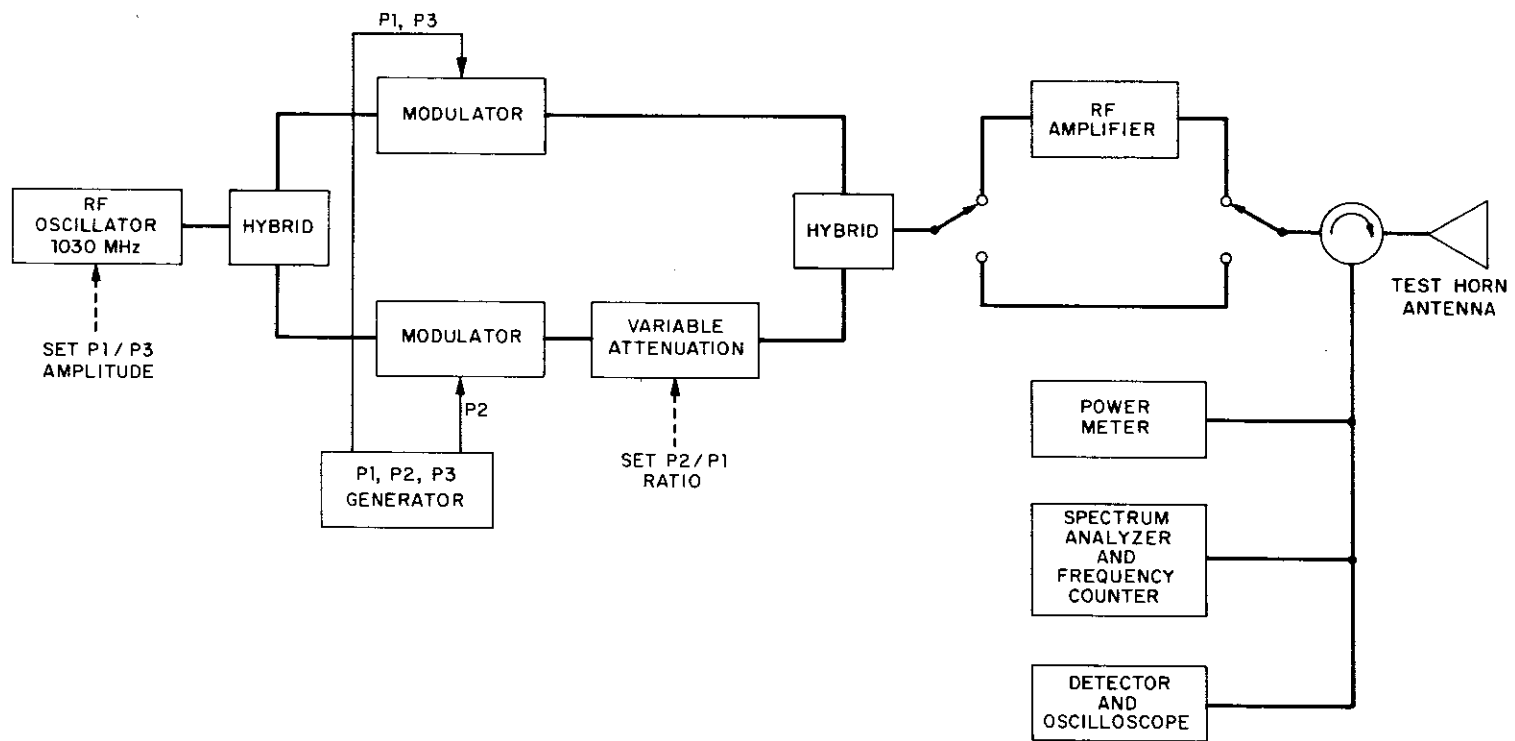 P1, P3
MODULATOR
RF
AMPLIFIER
RF
OSCILLATOR
1030 MHz
HYBRID
HYBRID
TEST HORN
ANTENNA
SET P1/P3
AMPLITUDE
MODULATOR
VARIABLE
ATTENUATION
P2
SET P2/P1
RATIO
P1, P2, P3
GENERATOR
POWER
METER
SPECTRUM
ANALYZER
AND
FREQUENCY
COUNTER
DETECTOR
AND
OSCILLOSCOPE